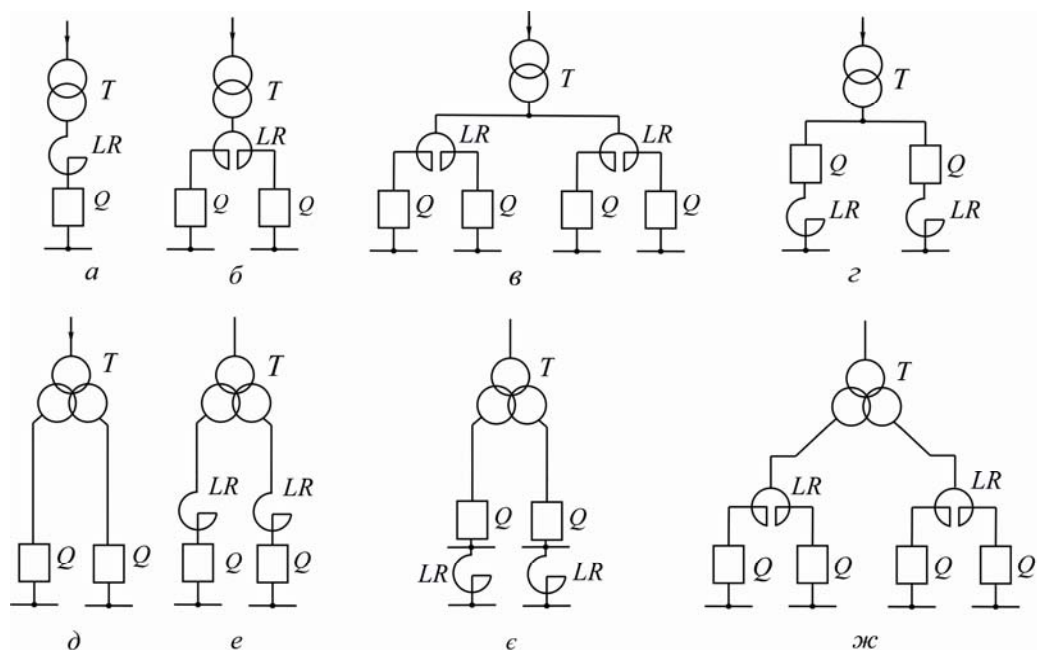 T T T T
LR LR LR LR
Q Q Q Q Q Q Q Q Q
LR LR
а б в г
T T T T
LR LR LR LR
Q Q Q Q Q Q Q Q Q Q
LR LR
д е є ж